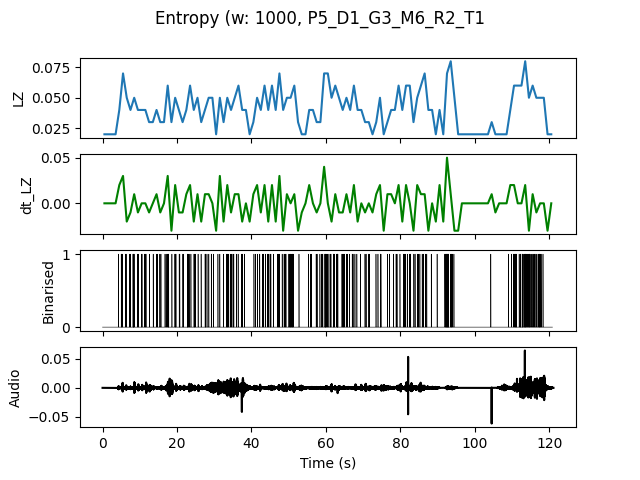 Entropy (w: 1000, P5_D1_G3_M6_R2_T1
0.075
0.050
0.025
LZ
0.05
0.00
dt_LZ
1
0
Binarised
0.05
0.00
−0.05
Audio
0 20 40 60 80 100 120
Time (s)